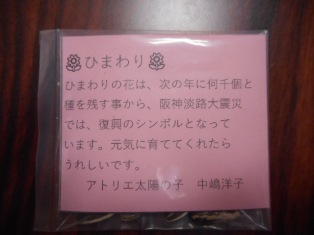 ひまわり
ひまわりの花は、次の年に何千個と
種を残す事から、阪神淡路大震災
では、復興のシンボルとなって
います。元気に育ててくれたら
うれしいです。
アトリエ太陽の子　中嶋洋子